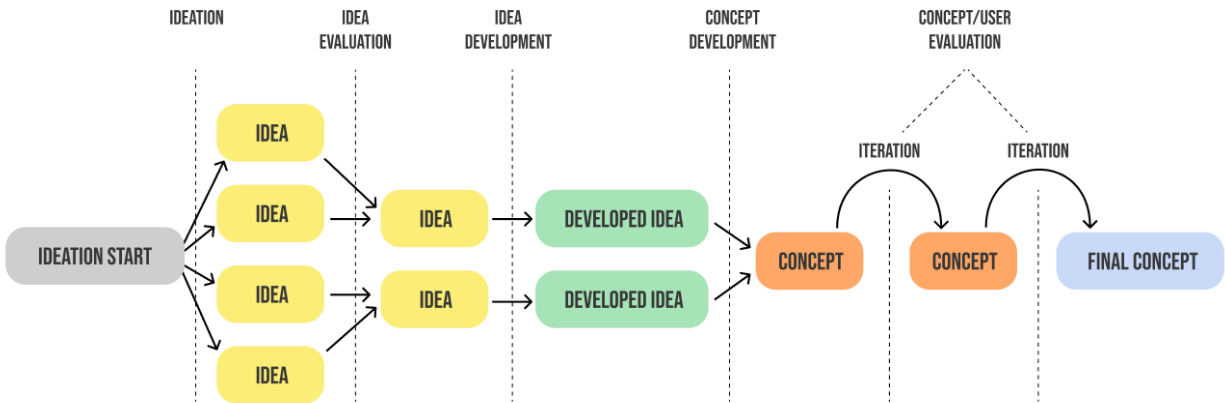 IDEATION
IDEA
EVALUATION
IDEA
DEVELOPMENT
CONCEPT
DEVELOPMENT
CONCEPT/USER
EVALUATION
IDEA
ITERATION
ITERATION
IDEA
IDEA
DEVELOPED IDEA
IDEATION START
CONCEPT
CONCEPT
FINAL CONCEPT
IDEA
IDEA
DEVELOPED IDEA
IDEA